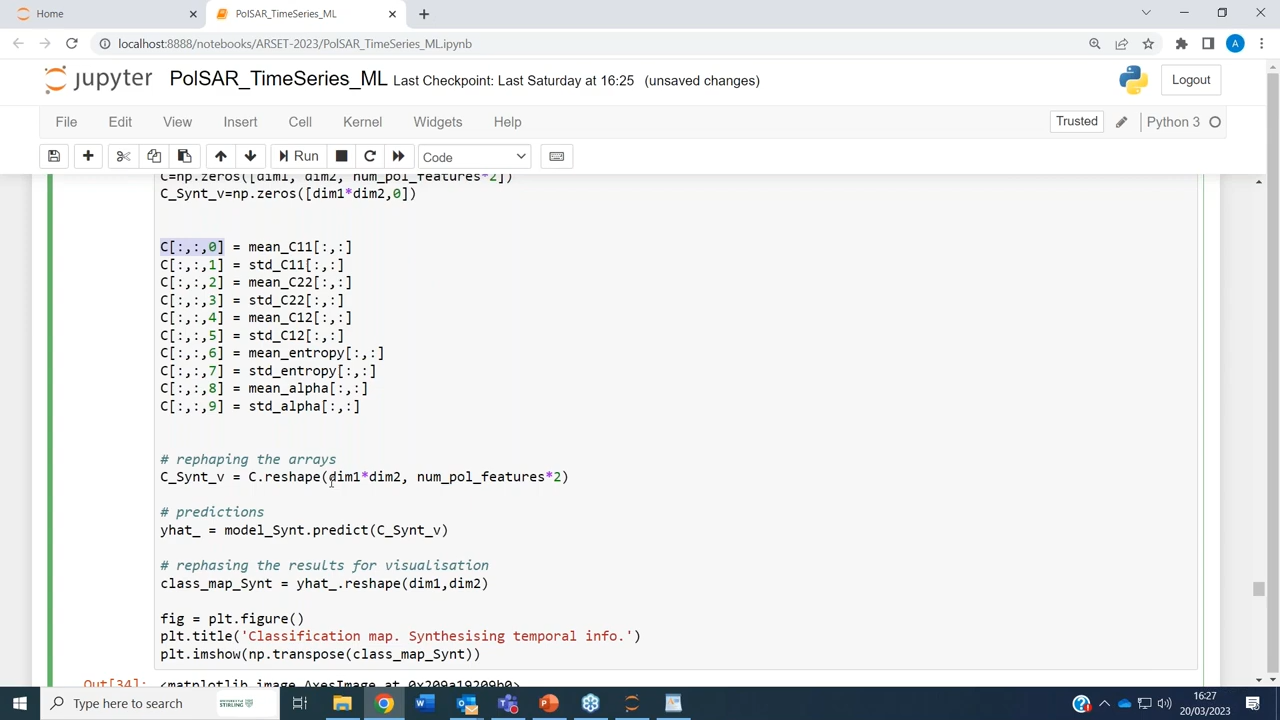 Home
PolSAR_TimeSeries_ML
localhost:8888/notebooks/ARSET-2023/PolSAR_TimeSeries_ML.ipynb
A
jupyter PolSAR_TimeSeries_ML Last Checkpoint: Last Saturday at 16:25 (unsaved changes)
Logout
File Edit View Insert Cell Kernel Widgets Help
Trusted
Python 3
Run
Code
C=np.zeros([dim1, dim2, num_pol_features*2])
C_Synt_v=np.zeros([dim1*dim2,0])
C[:,:,0] = mean_C11[:,:]
C[:,:,1] = std_C11[:,:]
C[:,:,2] = mean_C22[:,:]
C[:,:,3] = std_C22[:,:]
C[:,:,4] = mean_C12[:,:]
C[:,:,5] = std_C12[:,:]
C[:,:,6] = mean_entropy[:,:]
C[:,:,7] = std_entropy[:,:]
C[:,:,8] = mean_alpha[:,:]
C[:,:,9] = std_alpha[:,:]
# rephaping the arrays
C_Synt_v = C.reshape(dim1*dim2, num_pol_features*2)
# predictions
yhat_ = model_Synt.predict(C_Synt_v)
# rephasing the results for visualisation
class_map_Synt = yhat_.reshape(dim1,dim2)
fig = plt.figure()
plt.title('Classification map. Synthesising temporal info.')
plt.imshow(np.transpose(class_map_Synt))
Out[34]: <matplotlib.image.AxesImage at 0x209a19209b0>
Type here to search
STIRLING
16:27
20/03/2023